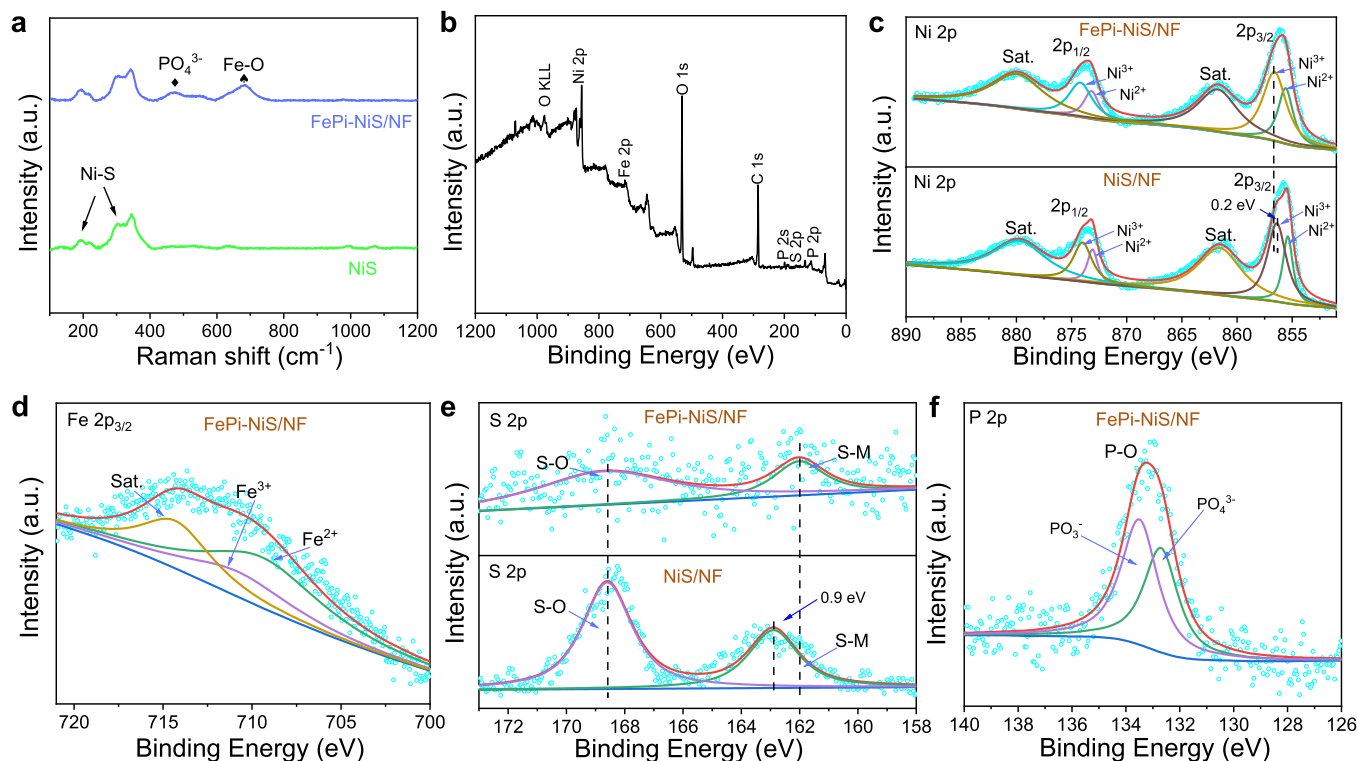 a
PO₄³⁻
Fe-O
♦
♠
FePi-NiS/NF
Ni-S
NiS
Intensity (a.u.)
200 400 600 800 1000 1200
Raman shift (cm⁻¹)
b
O KLL
Ni 2p
Fe 2p
O 1s
C 1s
P 2s
S 2p
P 2p
Intensity (a.u.)
1200 1000 800 600 400 200 0
Binding Energy (eV)
c
Ni 2p
FePi-NiS/NF
2p₃/₂
2p₁/₂
Sat.
Sat.
Ni³⁺
Ni²⁺
Ni³⁺
Ni²⁺
Ni 2p
NiS/NF
2p₃/₂
0.2 eV
2p₁/₂
Sat.
Sat.
Ni³⁺
Ni²⁺
Ni³⁺
Ni²⁺
Intensity (a.u.)
890 885 880 875 870 865 860 855
Binding Energy (eV)
d
Fe 2p₃/₂
FePi-NiS/NF
Sat.
Fe³⁺
Fe²⁺
Intensity (a.u.)
720 715 710 705 700
Binding Energy (eV)
e
S 2p
FePi-NiS/NF
S-O
S-M
S 2p
NiS/NF
0.9 eV
S-O
S-M
Intensity (a.u.)
172 170 168 166 164 162 160 158
Binding Energy (eV)
f
P 2p
FePi-NiS/NF
P-O
PO₃⁻
PO₄³⁻
Intensity (a.u.)
140 138 136 134 132 130 128 126
Binding Energy (eV)